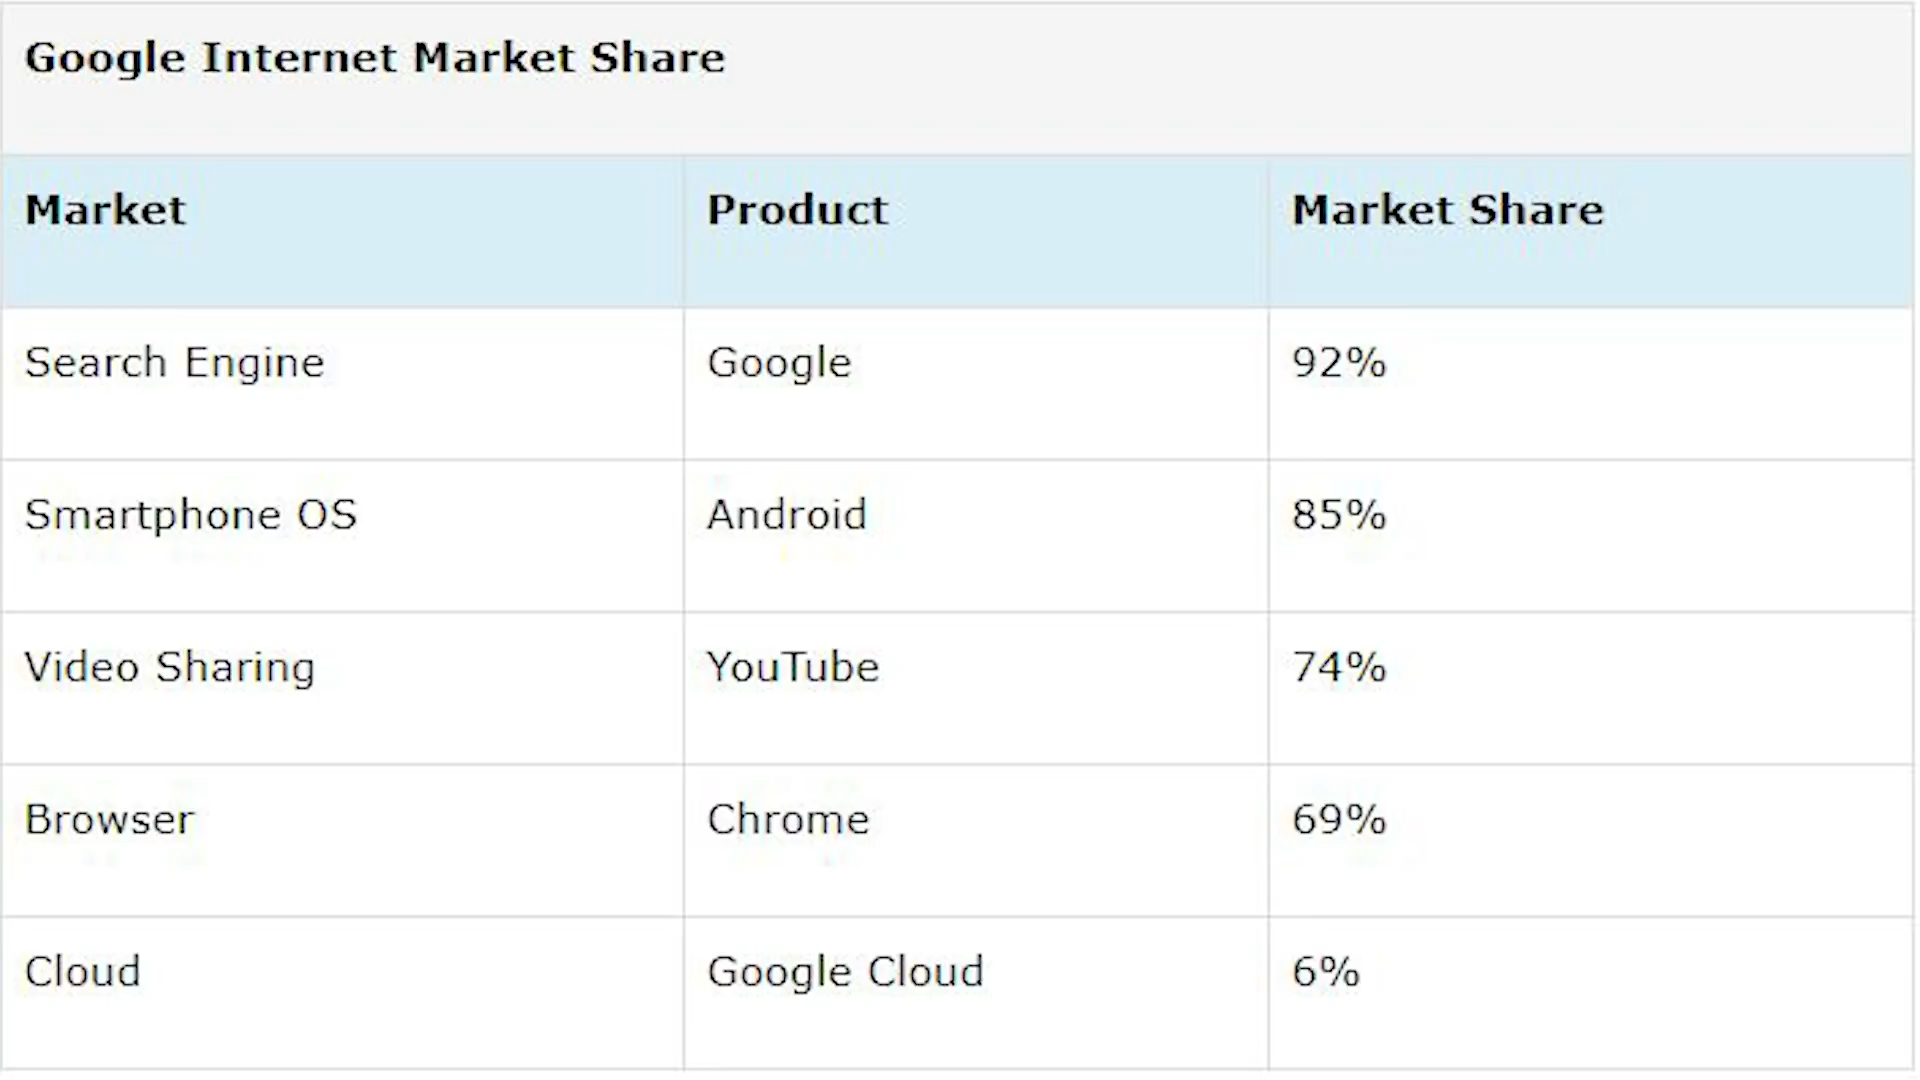 Google Internet Market Share
Market Product Market Share
Search Engine Google 92%
Smartphone OS Android 85%
Video Sharing YouTube 74%
Browser Chrome 69%
Cloud Google Cloud 6%